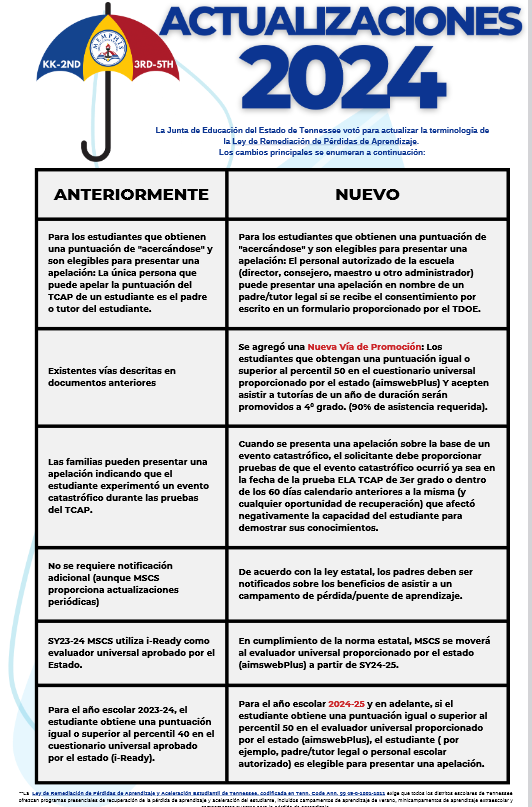 ACTUALIZACIONES
2024
MEMPHIS
KK-2ND
3RD-5TH
La Junta de Educación del Estado de Tennessee votó para actualizar la terminología de
la Ley de Remediación de Pérdidas de Aprendizaje.
Los cambios principales se enumeran a continuación:
ANTERIORMENTE
NUEVO
Para los estudiantes que obtienen
una puntuación de "acercándose" y
son elegibles para presentar una
apelación: La única persona que
puede apelar la puntuación del
TCAP de un estudiante es el padre
o tutor del estudiante.
Para los estudiantes que obtienen una puntuación de
"acercándose" y son elegibles para presentar una
apelación: El personal autorizado de la escuela
(director, consejero, maestro u otro administrador)
puede presentar una apelación en nombre de un
padre/tutor legal si se recibe el consentimiento por
escrito en un formulario proporcionado por el TDOE.
Existentes vías descritas en
documentos anteriores
Se agregó una Nueva Vía de Promoción: Los
estudiantes que obtengan una puntuación igual o
superior al percentil 50 en el cuestionario universal
proporcionado por el estado (aimswebPlus) Y acepten
asistir a tutorías de un año de duración serán
promovidos a 4º grado. (90% de asistencia requerida).
Las familias pueden presentar una
apelación indicando que el
estudiante experimentó un evento
catastrófico durante las pruebas
del TCAP.
Cuando se presenta una apelación sobre la base de un
evento catastrófico, el solicitante debe proporcionar
pruebas de que el evento catastrófico ocurrió ya sea en
la fecha de la prueba ELA TCAP de 3er grado o dentro
de los 60 días calendario anteriores a la misma (y
cualquier oportunidad de recuperación) que afectó
negativamente la capacidad del estudiante para
demostrar sus conocimientos.
No se requiere notificación
adicional (aunque MSCS
proporciona actualizaciones
periódicas)
De acuerdo con la ley estatal, los padres deben ser
notificados sobre los beneficios de asistir a un
campamento de pérdida/puente de aprendizaje.
SY23-24 MSCS utiliza i-Ready como
evaluador universal aprobado por el
Estado.
En cumplimiento de la norma estatal, MSCS se moverá
al evaluador universal proporcionado por el estado
(aimswebPlus) a partir de SY24-25.
Para el año escolar 2023-24, el
estudiante obtiene una puntuación
igual o superior al percentil 40 en el
cuestionario universal aprobado
por el estado (i-Ready).
Para el año escolar 2024-25 y en adelante, si el
estudiante obtiene una puntuación igual o superior al
percentil 50 en el evaluador universal proporcionado
por el estado (aimswebPlus), el estudiante ( por
ejemplo, padre/tutor legal o personal escolar
autorizado) es elegible para presentar una apelación.
**La Ley de Remediación de Pérdidas de Aprendizaje y Aceleración Estudiantil de Tennessee, codificada en Tenn. Code Ann. exige que todos los distritos escolares de Tennessee
ofrezcan programas presenciales de recuperación de la pérdida de aprendizaje y aceleración del estudiante, incluidos campamentos de aprendizaje de verano, minicampamentos de aprendizaje extraescolar y